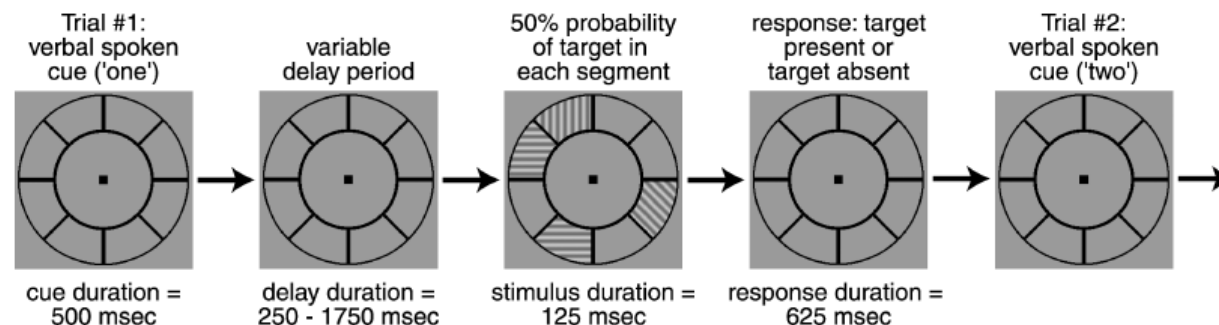 Trial #1:
verbal spoken
cue ('one')
variable
delay period
50% probability
of target in
each segment
response: target
present or
target absent
Trial #2:
verbal spoken
cue ('two')
cue duration =
500 msec
delay duration =
250 - 1750 msec
stimulus duration =
125 msec
response duration =
625 msec